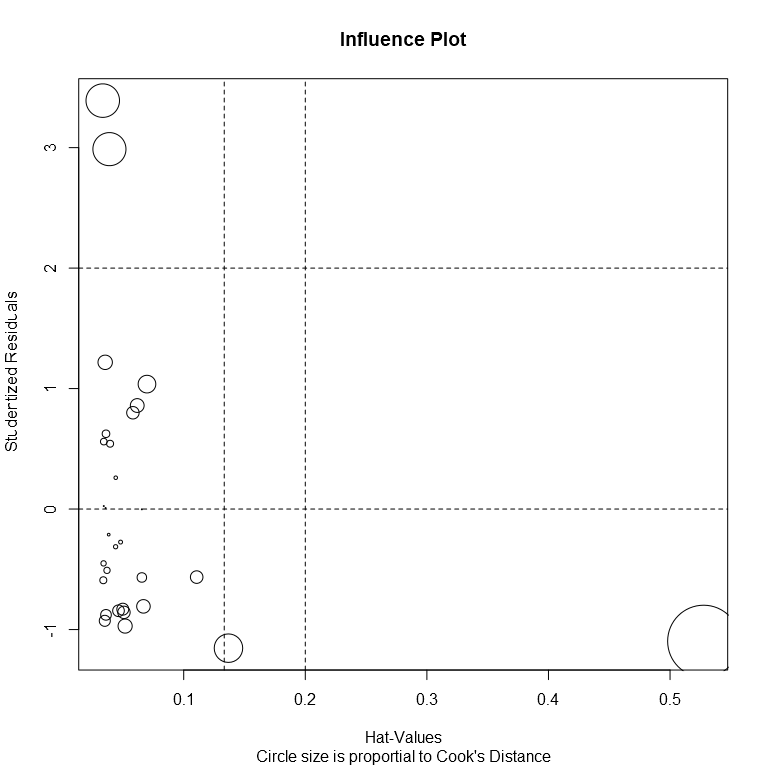 Influence Plot
Studentized Residuals
3
2
1
0
-1
0.1 0.2 0.3 0.4 0.5
Hat-Values
Circle size is proportial to Cook's Distance